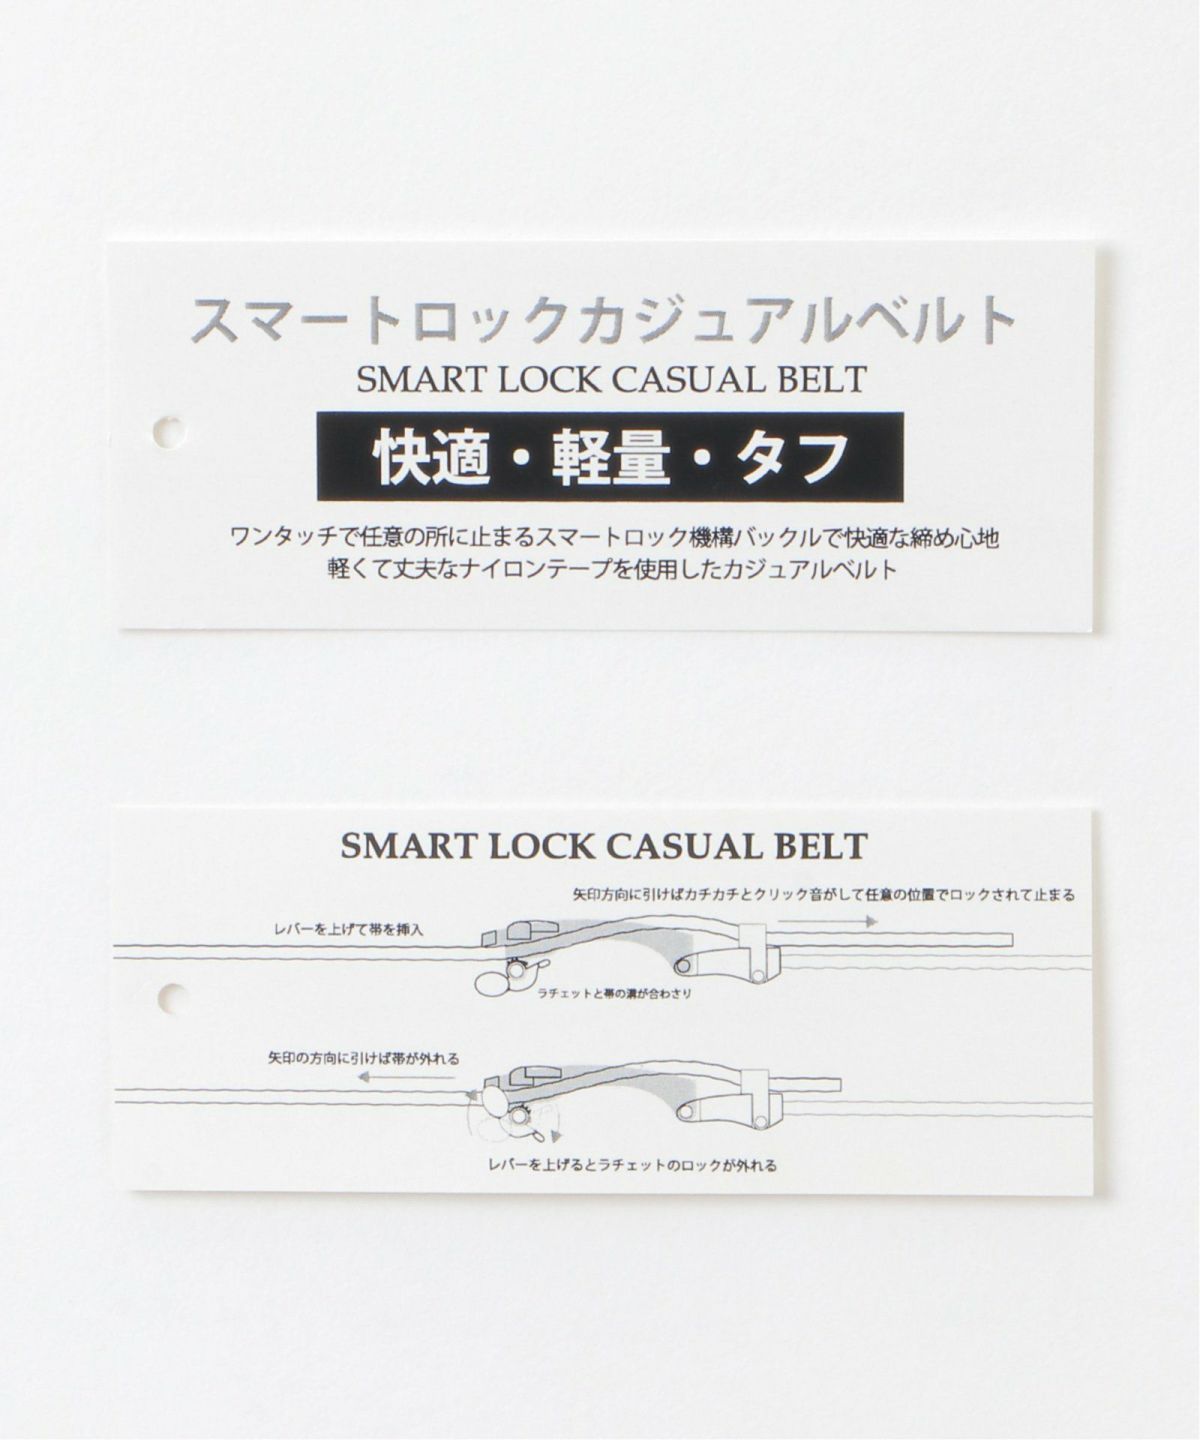 スマートロックカジュアルベルト
SMART LOCK CASUAL BELT
快適・軽量・タフ
ワンタッチで任意の所に止まるスマートロック機構バックルで快適な締め心地
軽くて丈夫なナイロンテープを使用したカジュアルベルト
SMART LOCK CASUAL BELT
矢印方向に引けばカチカチとクリック音がして任意の位置でロックされて止まる
レバーを上げて帯を挿入
ラチェットと帯の溝が合わさり
矢印の方向に引けば帯が外れる
レバーを上げるとラチェットのロックが外れる